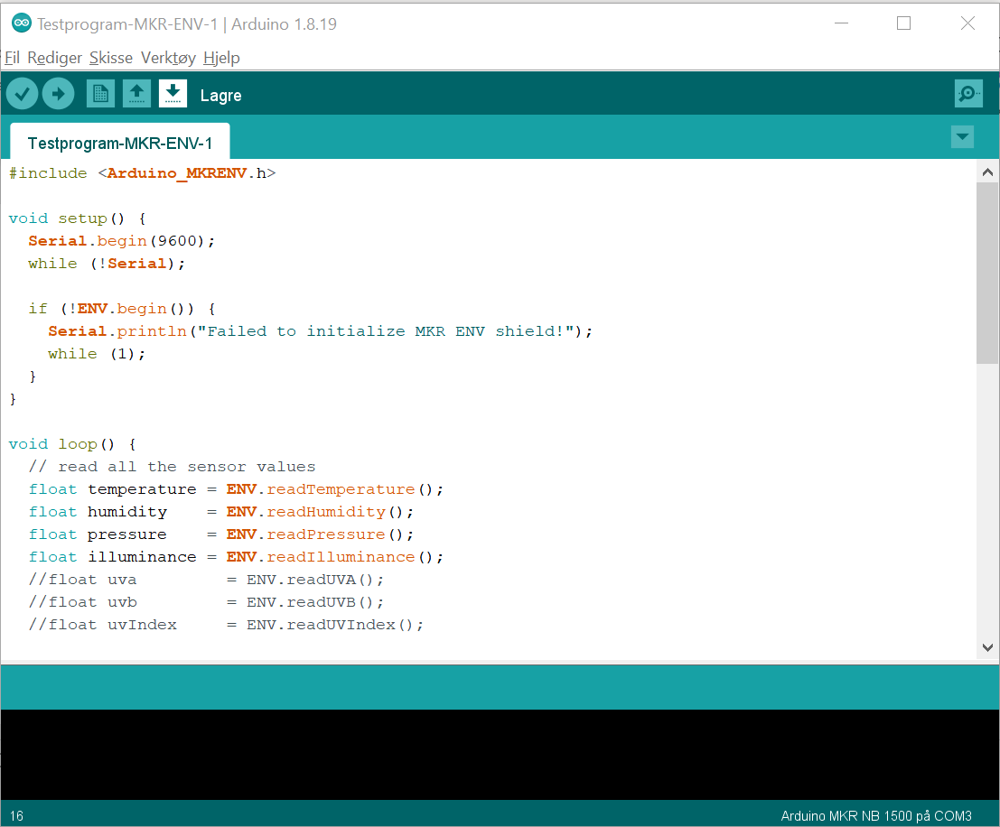 Testprogram-MKR-ENV-1 | Arduino 1.8.19
Fil Rediger Skisse Verktøy Hjelp
Lagre
Testprogram-MKR-ENV-1
#include <Arduino_MKRENV.h>
void setup() {
  Serial.begin(9600);
  while (!Serial);
  if (!ENV.begin()) {
    Serial.println("Failed to initialize MKR ENV shield!");
    while (1);
  }
}
void loop() {
  // read all the sensor values
  float temperature = ENV.readTemperature();
  float humidity    = ENV.readHumidity();
  float pressure    = ENV.readPressure();
  float illuminance = ENV.readIlluminance();
  //float uva         = ENV.readUVA();
  //float uvb         = ENV.readUVB();
  //float uvIndex     = ENV.readUVIndex();
16
Arduino MKR NB 1500 på COM3